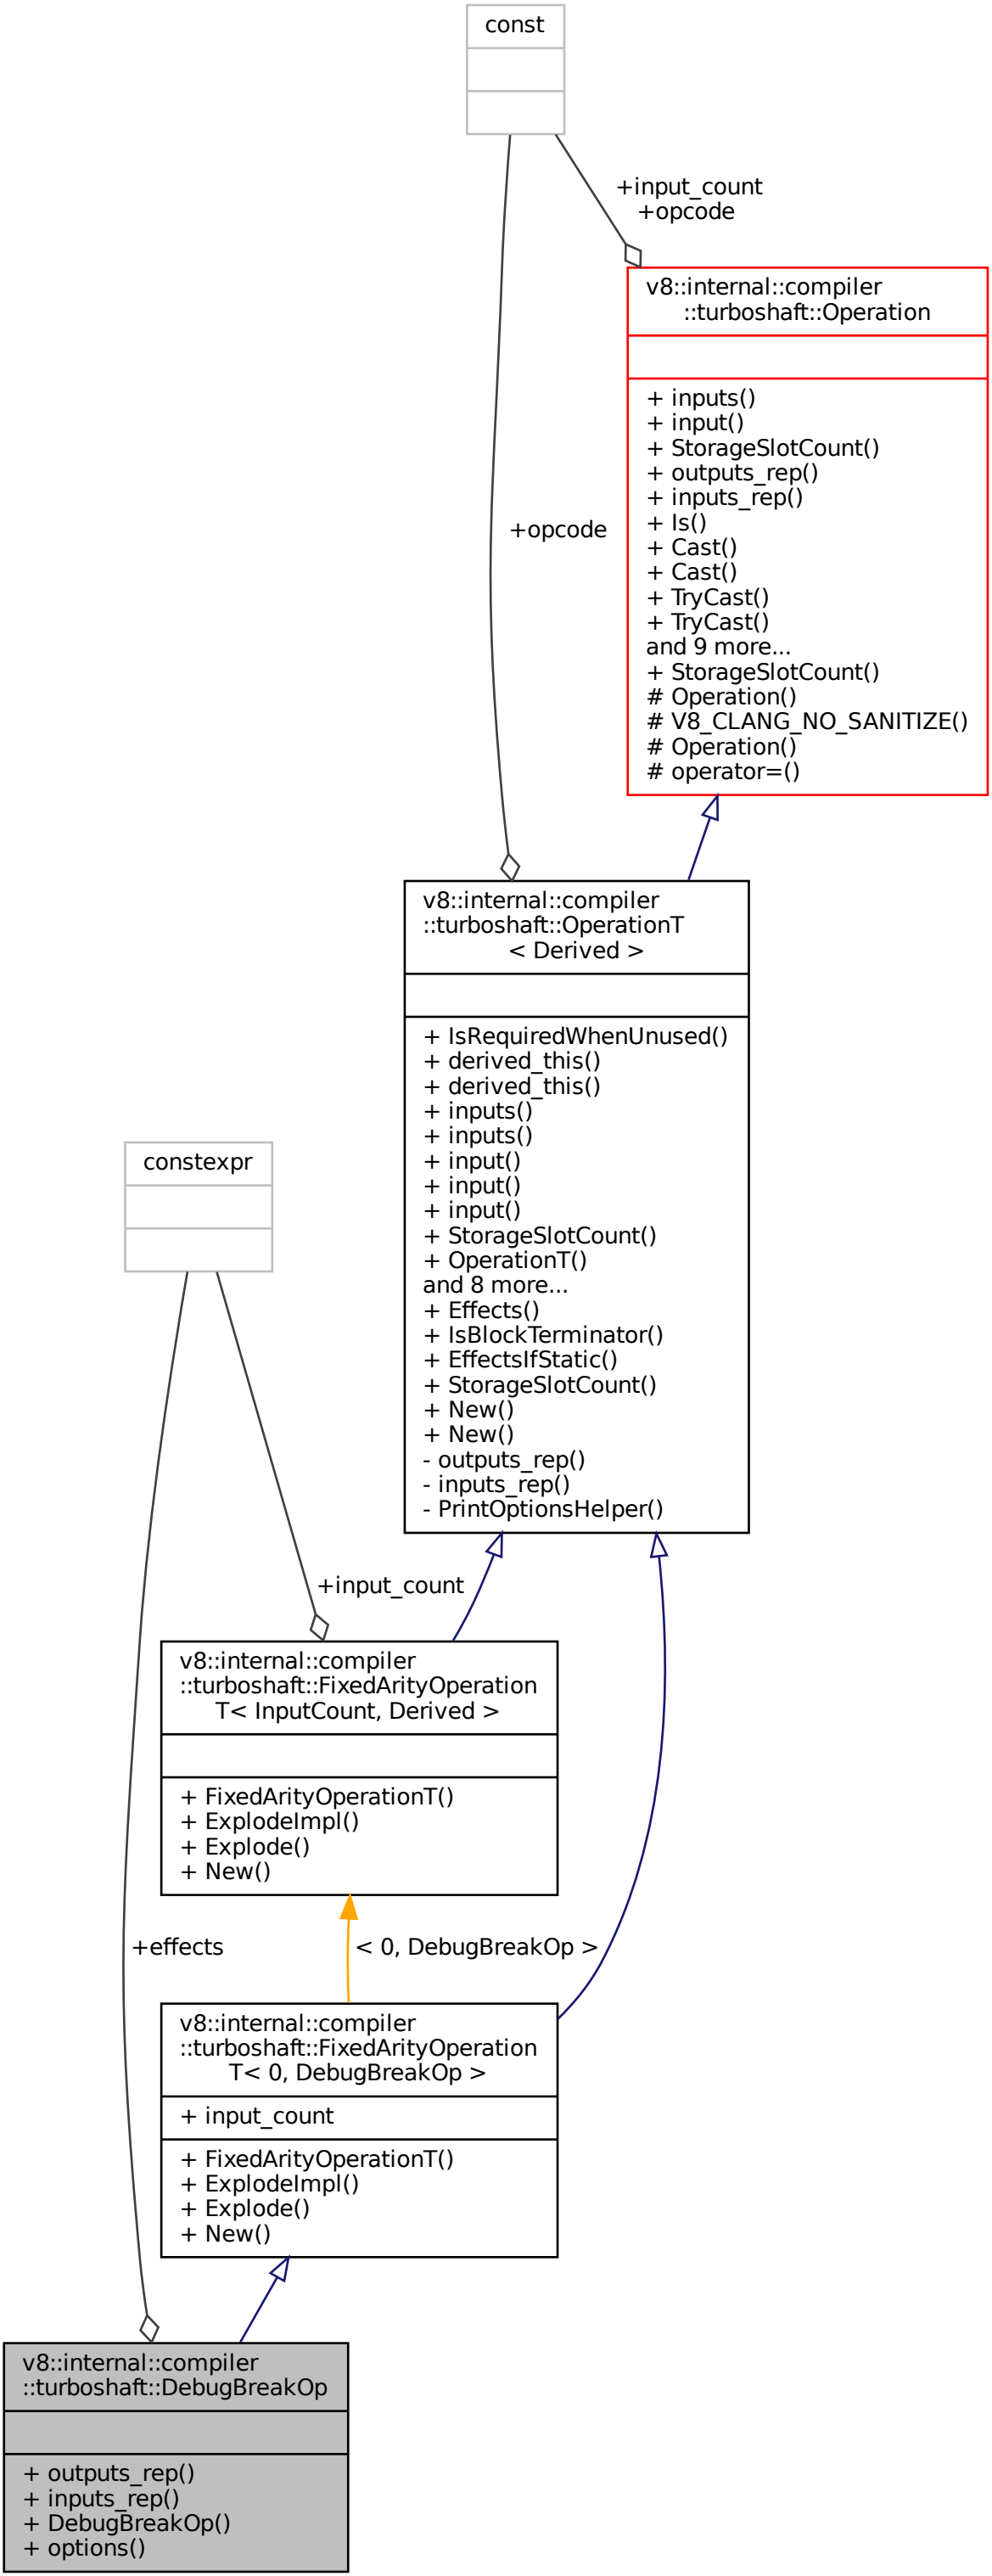 const
+input_count
+opcode
v8::internal::compiler
::turboshaft::Operation
+ inputs()
+ input()
+ StorageSlotCount()
+ outputs_rep()
+ inputs_rep()
+ Is()
+ Cast()
+ Cast()
+ TryCast()
+ TryCast()
and 9 more...
+ StorageSlotCount()
# Operation()
# V8_CLANG_NO_SANITIZE()
# Operation()
# operator=()
+opcode
v8::internal::compiler
::turboshaft::OperationT
< Derived >
+ IsRequiredWhenUnused()
+ derived_this()
+ derived_this()
+ inputs()
+ inputs()
+ input()
+ input()
+ input()
+ StorageSlotCount()
+ OperationT()
and 8 more...
+ Effects()
+ IsBlockTerminator()
+ EffectsIfStatic()
+ StorageSlotCount()
+ New()
+ New()
- outputs_rep()
- inputs_rep()
- PrintOptionsHelper()
constexpr
+input_count
v8::internal::compiler
::turboshaft::FixedArityOperation
T< InputCount, Derived >
+ FixedArityOperationT()
+ ExplodeImpl()
+ Explode()
+ New()
+effects
< 0, DebugBreakOp >
v8::internal::compiler
::turboshaft::FixedArityOperation
T< 0, DebugBreakOp >
+ input_count
+ FixedArityOperationT()
+ ExplodeImpl()
+ Explode()
+ New()
v8::internal::compiler
::turboshaft::DebugBreakOp
+ outputs_rep()
+ inputs_rep()
+ DebugBreakOp()
+ options()